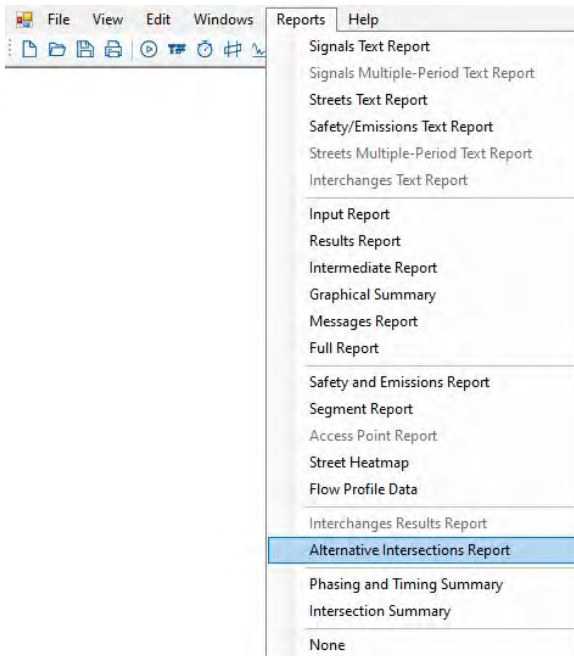 File View Edit Windows Reports Help
Signals Text Report
Signals Multiple-Period Text Report
Streets Text Report
Safety/Emissions Text Report
Streets Multiple-Period Text Report
Interchanges Text Report
Input Report
Results Report
Intermediate Report
Graphical Summary
Messages Report
Full Report
Safety and Emissions Report
Segment Report
Access Point Report
Street Heatmap
Flow Profile Data
Interchanges Results Report
Alternative Intersections Report
Phasing and Timing Summary
Intersection Summary
None